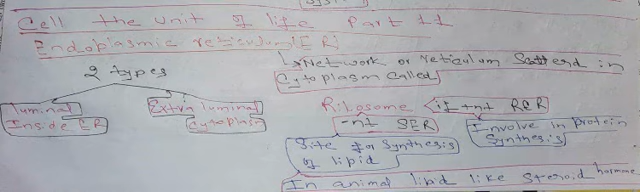 Cell the unit of life Part 11
Endoplasmic reticulum (ER)
Network or reticulum Scatterd in
Cytoplasm called
2 types
luminal
Inside ER
Extra luminal
Cytoplasm
Ribosome < if +nt RER
-nt SER
Involve in protein
Synthesis
Site for Synthesis
of lipid
In animal lipid like Steroid hormone